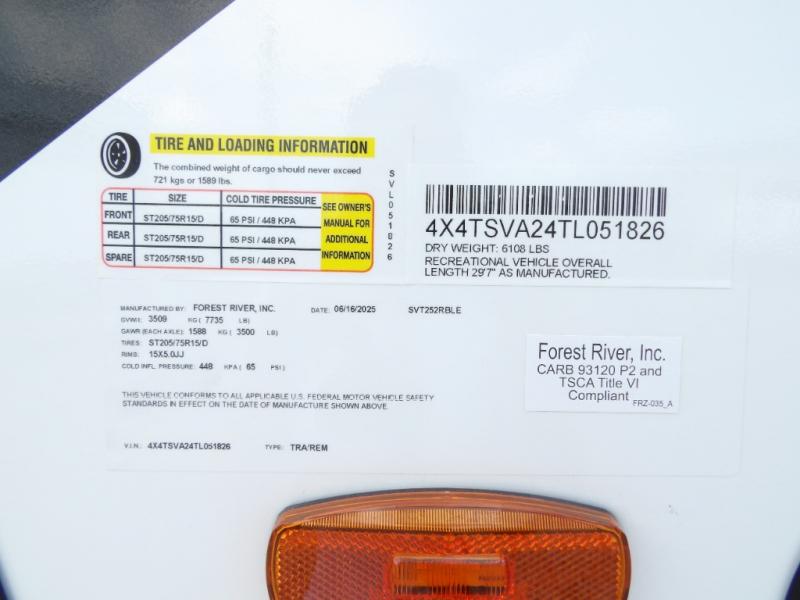 TIRE AND LOADING INFORMATION
The combined weight of cargo should never exceed
721 kgs or 1589 lbs.
TIRE SIZE COLD TIRE PRESSURE
FRONT ST205/75R15/D 65 PSI / 448 KPA
REAR ST205/75R15/D 65 PSI / 448 KPA
SPARE ST205/75R15/D 65 PSI / 448 KPA
SEE OWNER'S
MANUAL FOR
ADDITIONAL
INFORMATION
SVL051826
4X4TSVA24TL051826
DRY WEIGHT: 6108 LBS
RECREATIONAL VEHICLE OVERALL
LENGTH 29'7" AS MANUFACTURED.
MANUFACTURED BY: FOREST RIVER, INC. DATE: 06/16/2025 SVT252RBLE
GVWR: 3509 KG ( 7735 LB)
GAWR (EACH AXLE): 1588 KG ( 3500 LB)
TIRES: ST205/75R15/D
RIMS: 15X5.0JJ
COLD INFL. PRESSURE: 448 KPA ( 65 PSI)
THIS VEHICLE CONFORMS TO ALL APPLICABLE U.S. FEDERAL MOTOR VEHICLE SAFETY
STANDARDS IN EFFECT ON THE DATE OF MANUFACTURE SHOWN ABOVE.
V.I.N.: 4X4TSVA24TL051826 TYPE: TRA/REM
Forest River, Inc.
CARB 93120 P2 and
TSCA Title VI
Compliant
FRZ-035_A